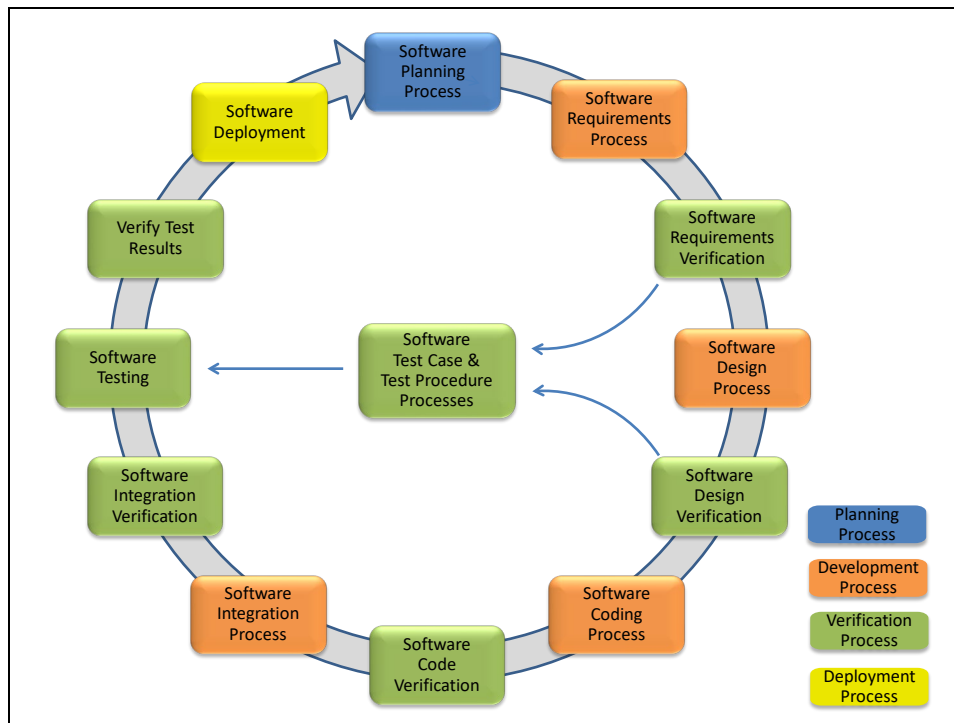 Software
Planning
Process
Software
Requirements
Process
Software
Requirements
Verification
Software
Design
Process
Software
Design
Verification
Software
Coding
Process
Software
Code
Verification
Software
Integration
Process
Software
Integration
Verification
Software
Testing
Verify Test
Results
Software
Deployment
Software
Test Case &
Test Procedure
Processes
Planning
Process
Development
Process
Verification
Process
Deployment
Process